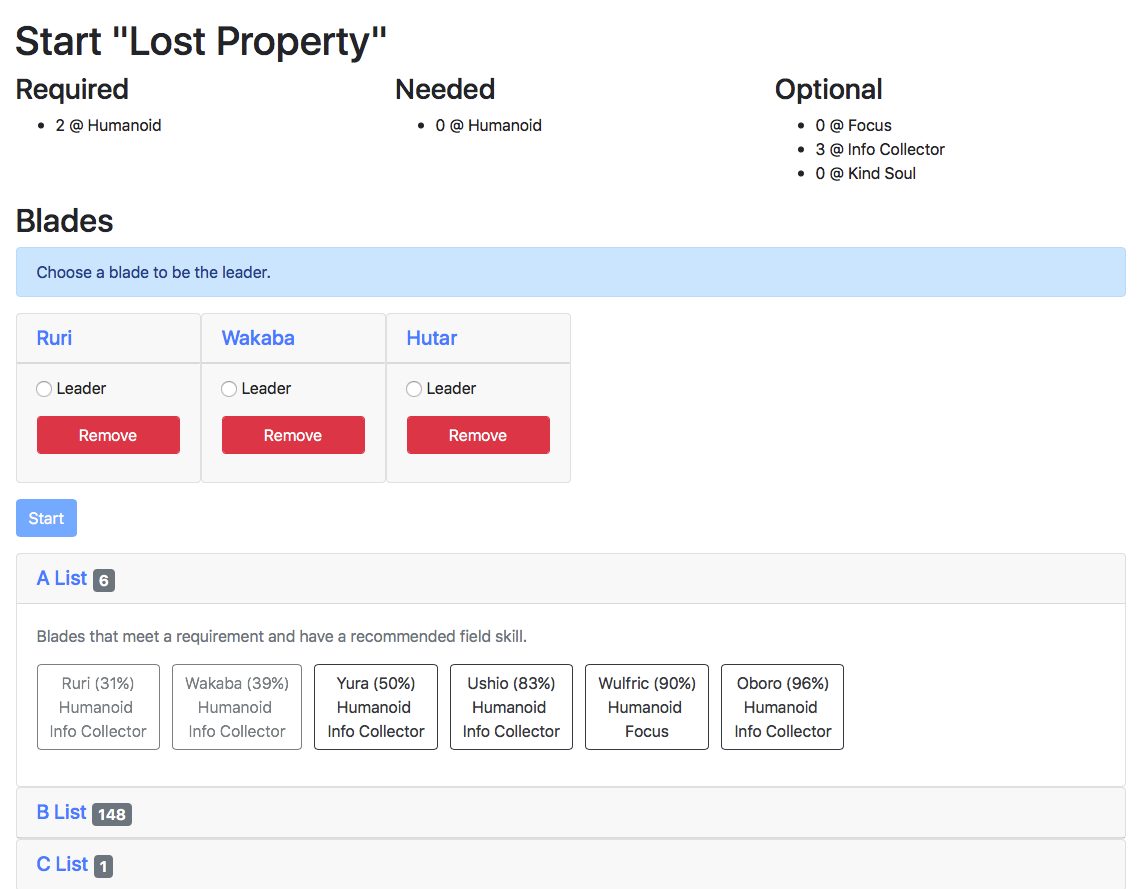 Start "Lost Property"
Required
2 @ Humanoid
Needed
0 @ Humanoid
Optional
0 @ Focus
3 @ Info Collector
0 @ Kind Soul
Blades
Choose a blade to be the leader.
Ruri
Leader
Remove
Wakaba
Leader
Remove
Hutar
Leader
Remove
Start
A List 6
Blades that meet a requirement and have a recommended field skill.
Ruri (31%)
Humanoid
Info Collector
Wakaba (39%)
Humanoid
Info Collector
Yura (50%)
Humanoid
Info Collector
Ushio (83%)
Humanoid
Info Collector
Wulfric (90%)
Humanoid
Focus
Oboro (96%)
Humanoid
Info Collector
B List 148
C List 1